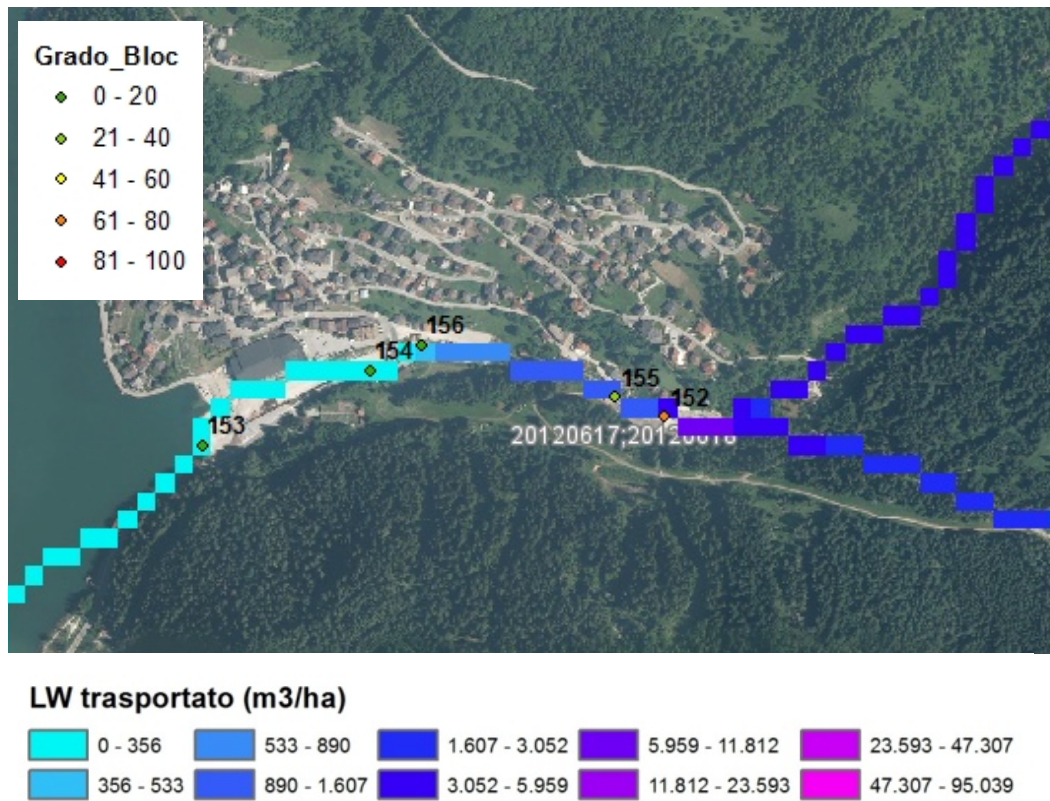 Grado_Bloc
0 - 20
21 - 40
41 - 60
61 - 80
81 - 100
156
154
155
152
153
20120617;20120618
LW trasportato (m3/ha)
0 - 356
533 - 890
1.607 - 3.052
5.959 - 11.812
23.593 - 47.307
356 - 533
890 - 1.607
3.052 - 5.959
11.812 - 23.593
47.307 - 95.039